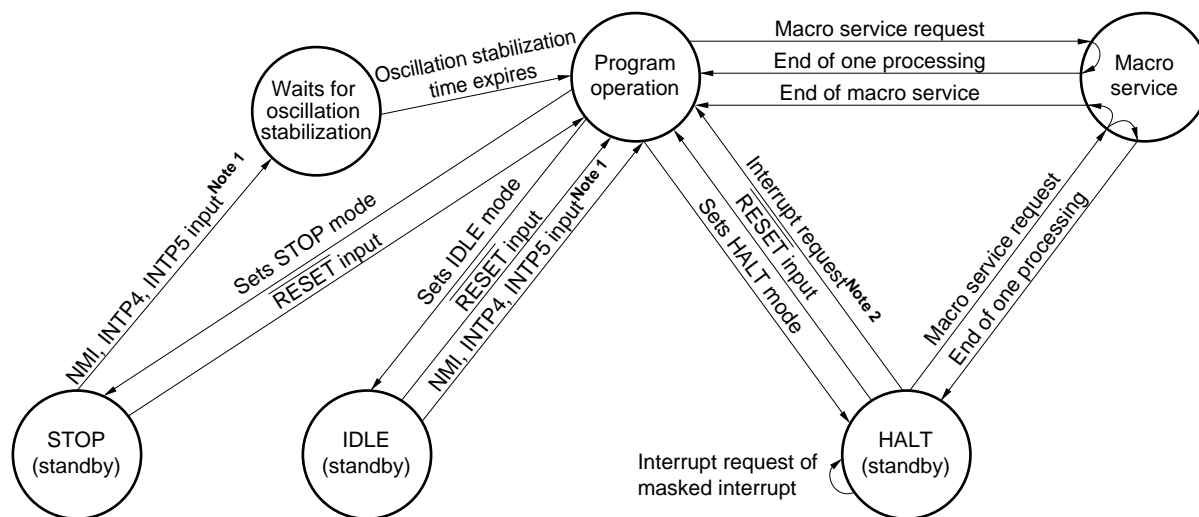 Waits for
oscillation
stabilization
Oscillation stabilization
time expires
Program
operation
Macro service request
End of one processing
End of macro service
Macro
service
NMI, INTP4, INTP5 input Note 1
Sets STOP mode
RESET input
Sets IDLE mode
RESET input
NMI, INTP4, INTP5 input Note 1
Interrupt request Note 2
RESET input
Sets HALT mode
Macro service request
End of one processing
STOP
(standby)
IDLE
(standby)
HALT
(standby)
Interrupt request of
masked interrupt